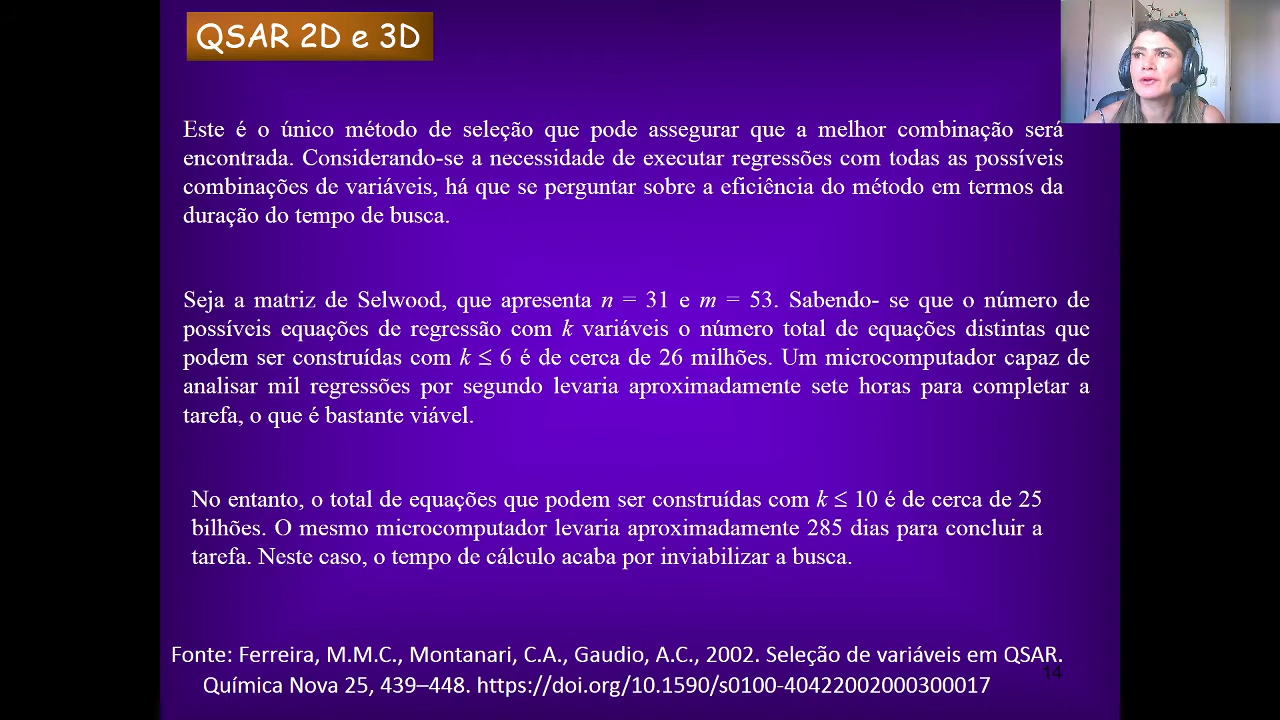 QSAR 2D e 3D
Este é o único método de seleção que pode assegurar que a melhor combinação será
encontrada. Considerando-se a necessidade de executar regressões com todas as possíveis
combinações de variáveis, há que se perguntar sobre a eficiência do método em termos da
duração do tempo de busca.
Seja a matriz de Selwood, que apresenta n = 31 e m = 53. Sabendo- se que o número de
possíveis equações de regressão com k variáveis o número total de equações distintas que
podem ser construídas com k ≤ 6 é de cerca de 26 milhões. Um microcomputador capaz de
analisar mil regressões por segundo levaria aproximadamente sete horas para completar a
tarefa, o que é bastante viável.
No entanto, o total de equações que podem ser construídas com k ≤ 10 é de cerca de 25
bilhões. O mesmo microcomputador levaria aproximadamente 285 dias para concluir a
tarefa. Neste caso, o tempo de cálculo acaba por inviabilizar a busca.
Fonte: Ferreira, M.M.C., Montanari, C.A., Gaudio, A.C., 2002. Seleção de variáveis em QSAR.
Química Nova 25, 439–448. https://doi.org/10.1590/s0100-40422002000300017
14